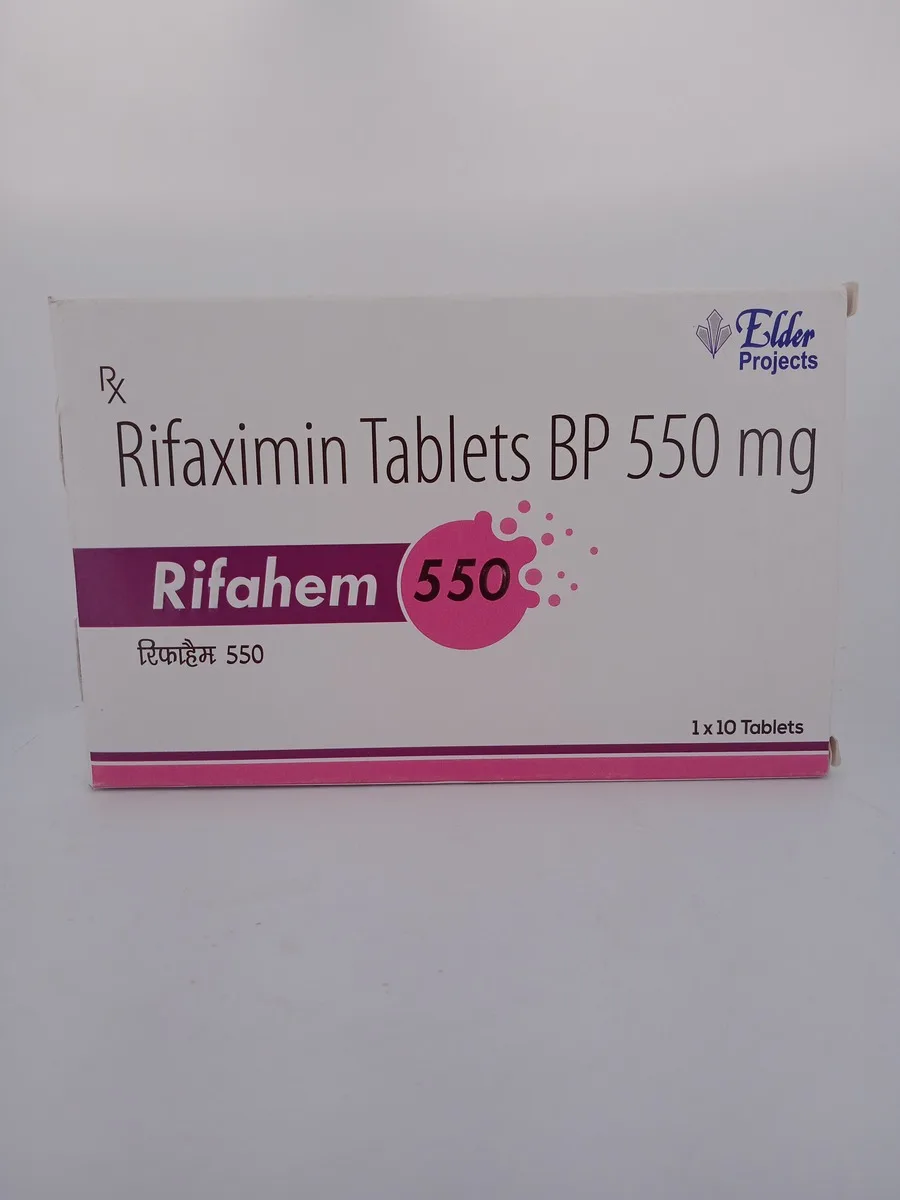 Elder
Projects
Rx
Rifaximin Tablets BP 550 mg
Rifahem 550
रिफाहैम 550
1 x 10 Tablets